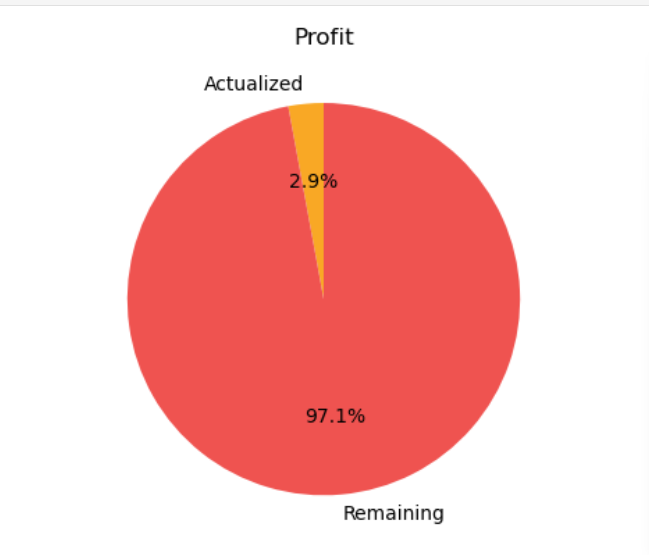 Profit
Actualized
2.9%
97.1%
Remaining